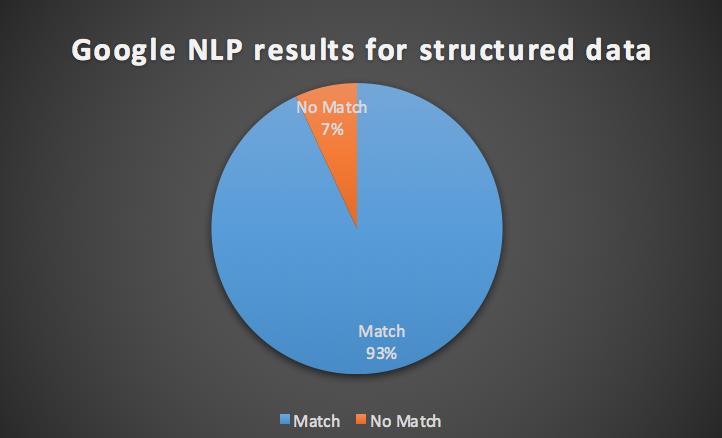 Google NLP results for structured data
No Match
7%
Match
93%
Match No Match